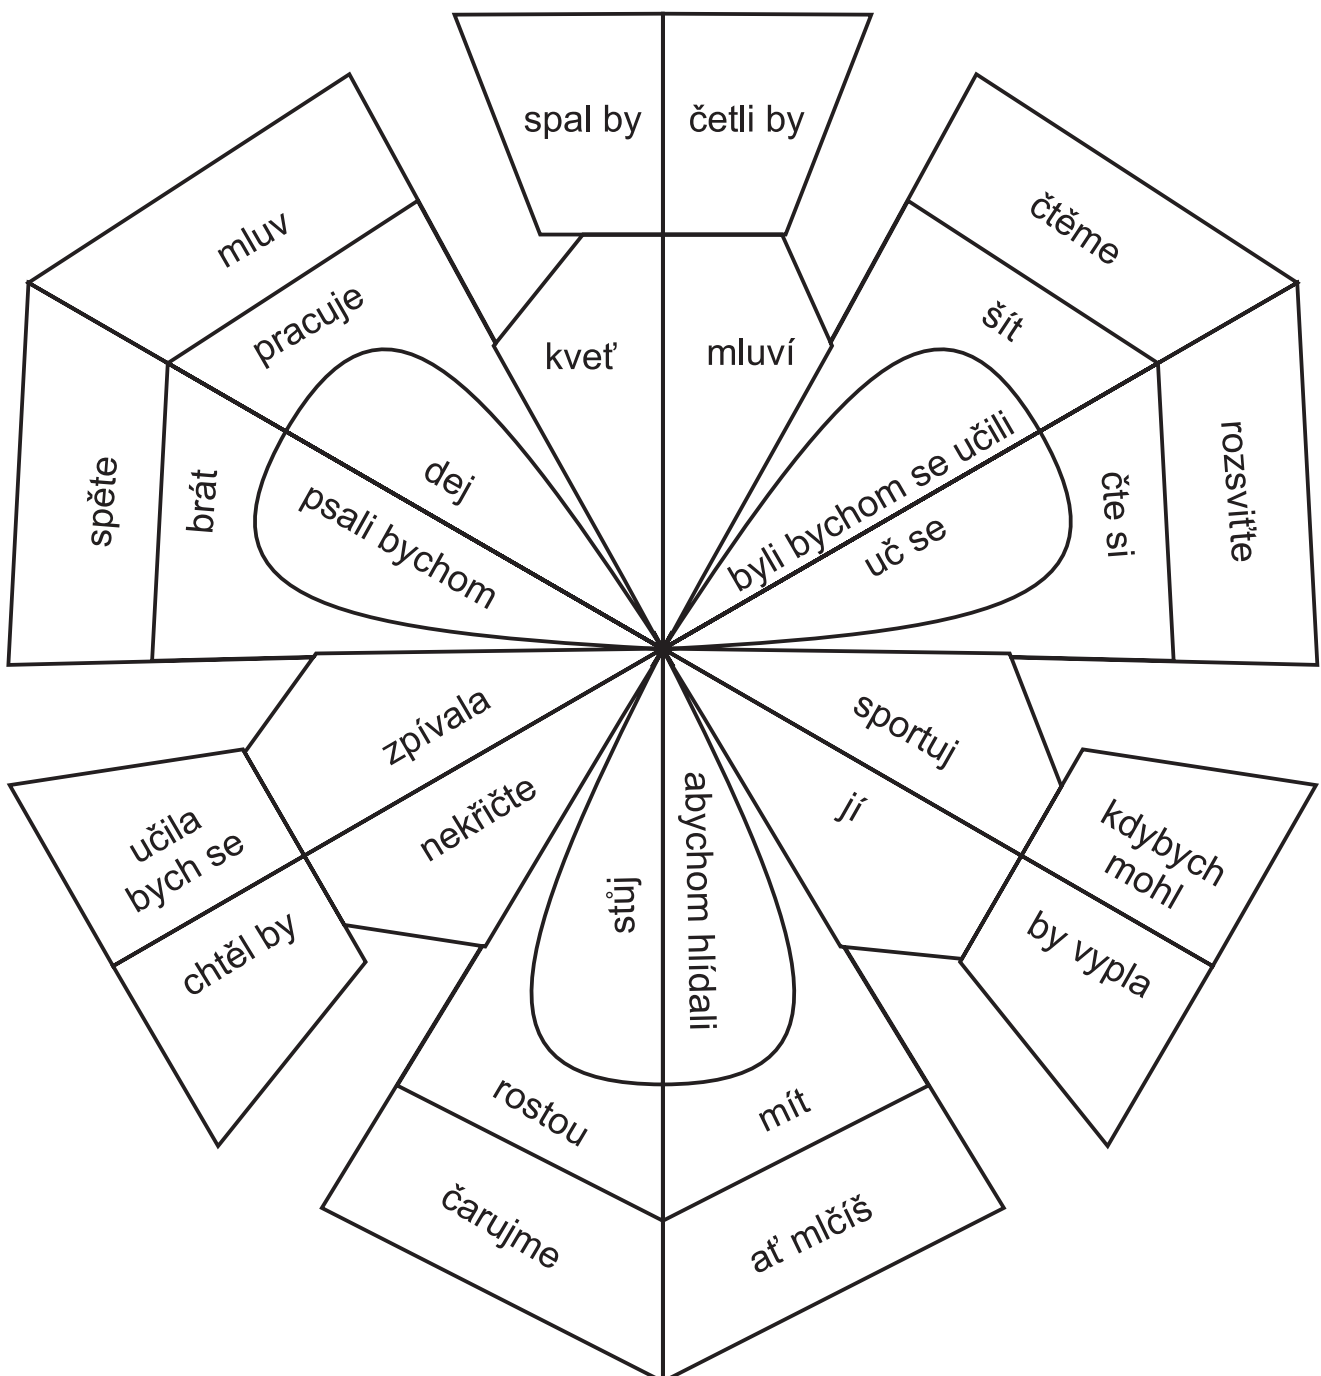 spal by
četli by
mluv
čtěme
pracuje
šít
kveť
mluví
spěte
brát
dej
psali bychom
byli bychom se učili
uč se
čte si
rozsviťte
zpívala
nekřičte
sportuj
jí
učila
bych se
chtěl by
kdybych
mohl
by vypla
stůj
abychom hlídali
rostou
mít
čarujme
ať mlčíš